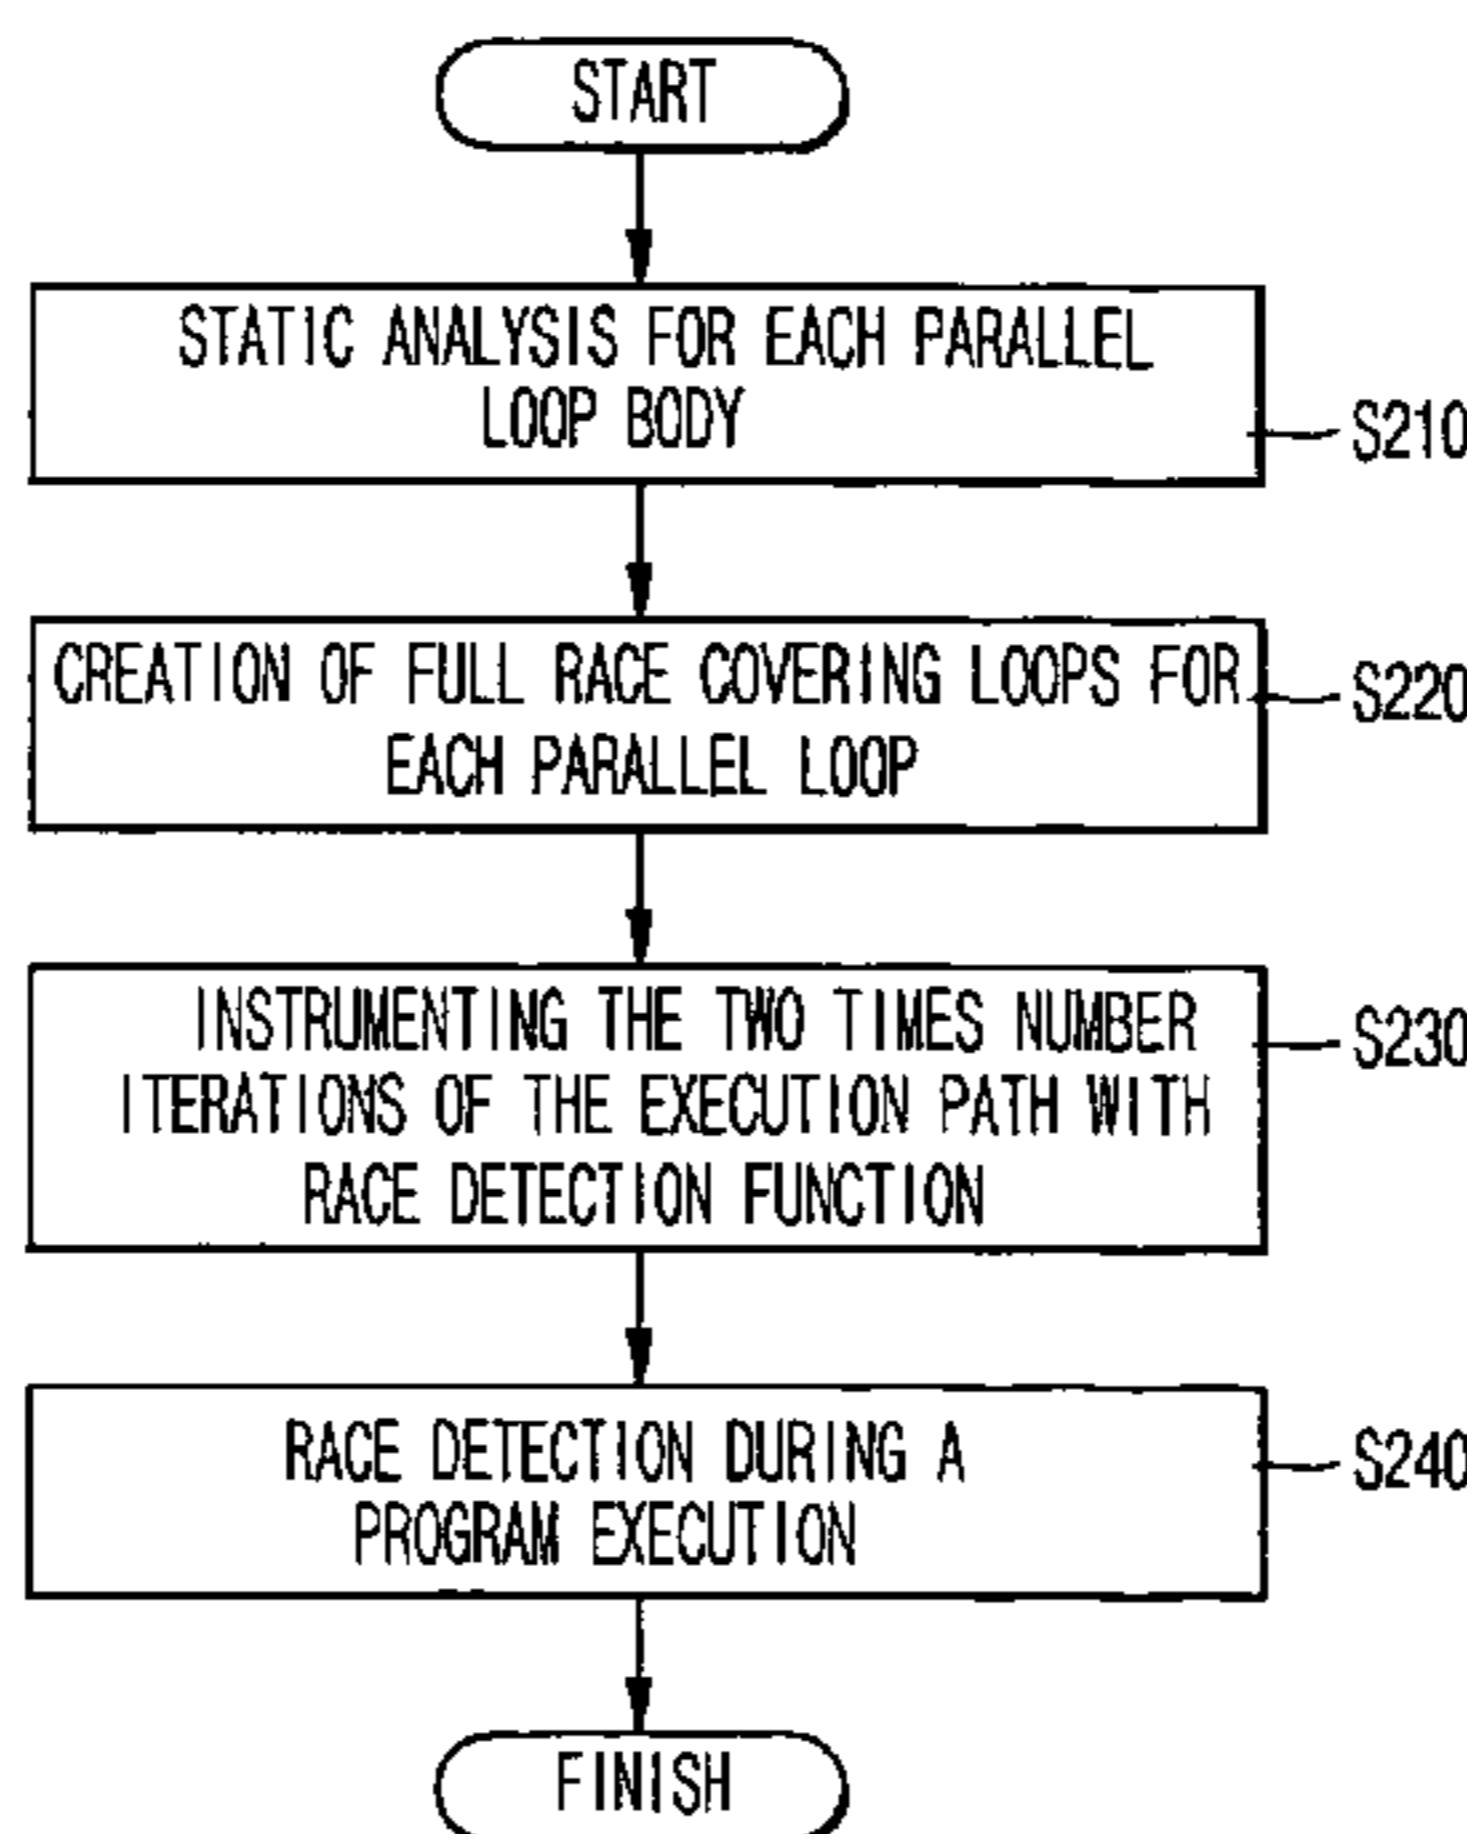 START
STATIC ANALYSIS FOR EACH PARALLEL
LOOP BODY
S210
CREATION OF FULL RACE COVERING LOOPS FOR
EACH PARALLEL LOOP
S220
INSTRUMENTING THE TWO TIMES NUMBER
ITERATIONS OF THE EXECUTION PATH WITH
RACE DETECTION FUNCTION
S230
RACE DETECTION DURING A
PROGRAM EXECUTION
S240
FINISH